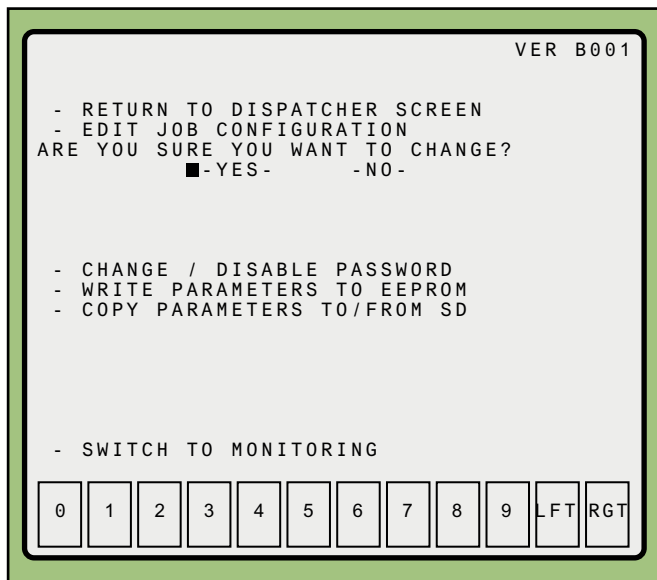 VER B001
- RETURN TO DISPATCHER SCREEN
- EDIT JOB CONFIGURATION
ARE YOU SURE YOU WANT TO CHANGE?
■-YES- -NO-
- CHANGE / DISABLE PASSWORD
- WRITE PARAMETERS TO EEPROM
- COPY PARAMETERS TO/FROM SD
- SWITCH TO MONITORING
0 1 2 3 4 5 6 7 8 9 LFT RGT